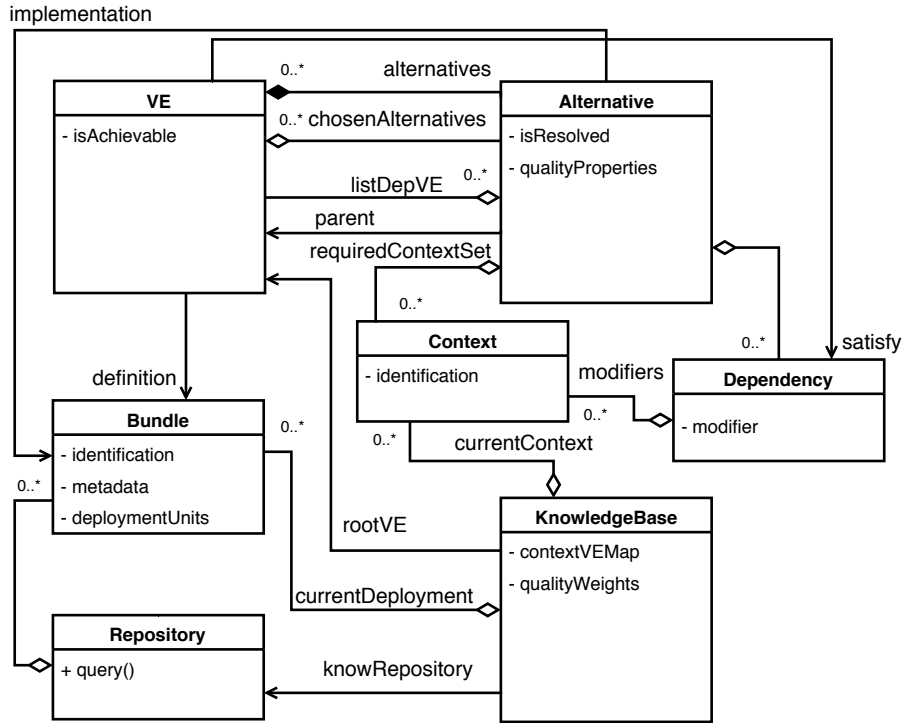 implementation
0..*
alternatives
VE
Alternative
- isAchievable
0..*
chosenAlternatives
- isResolved
- qualityProperties
0..*
listDepVE
parent
requiredContextSet
0..*
Context
- identification
0..*
satisfy
modifiers
0..*
Dependency
- modifier
definition
Bundle
0..*
- identification
- metadata
- deploymentUnits
0..*
0..*
currentContext
KnowledgeBase
- contextVEMap
- qualityWeights
rootVE
currentDeployment
Repository
+ query()
knowRepository